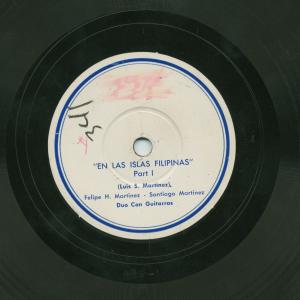 "EN LAS ISLAS FILIPINAS"
Part I
(Luis S. Martinez),
Felipe H. Martinez - Santiago Martinez
Duo Con Guitarras